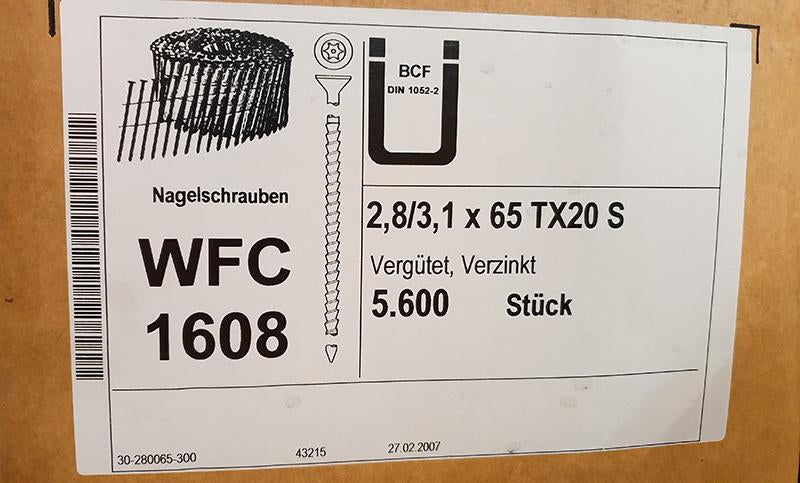 Nagelschrauben
WFC
1608
BCF
DIN 1052-2
2,8/3,1 x 65 TX20 S
Vergütet, Verzinkt
5.600 Stück
30-280065-300 43215 27.02.2007